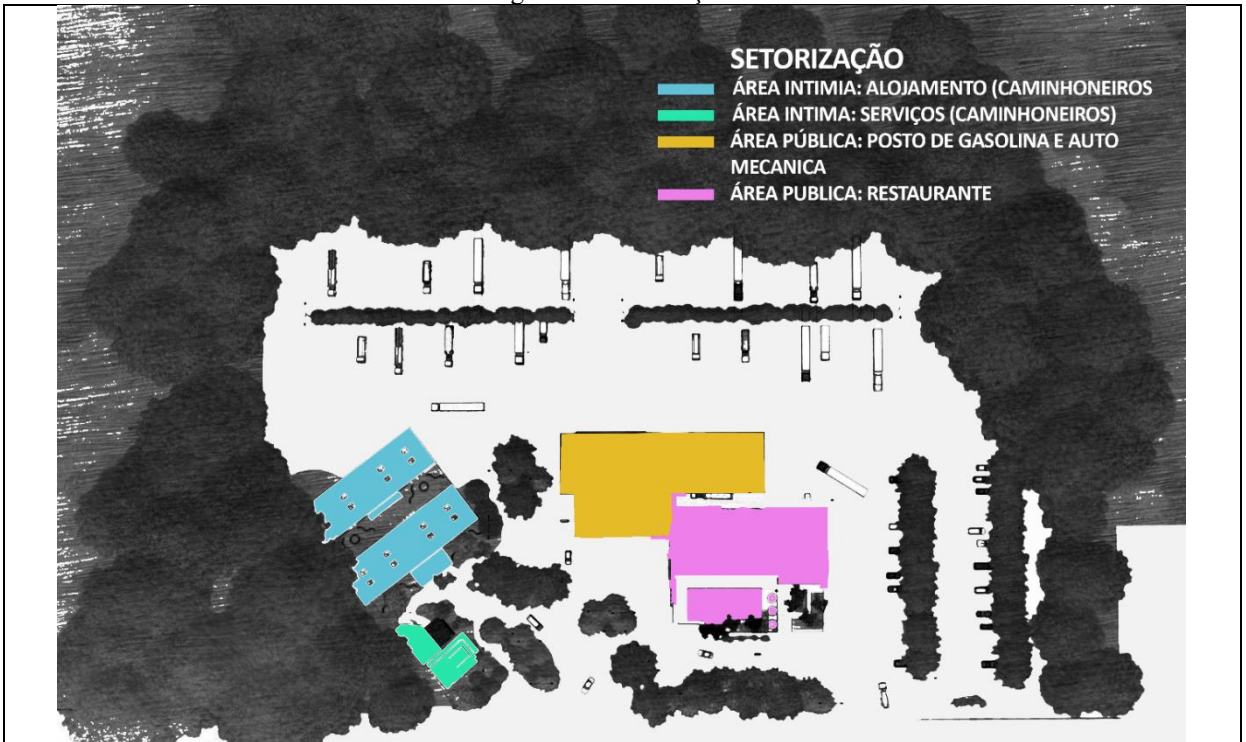 SETORIZAÇÃO
ÁREA INTIMIA: ALOJAMENTO (CAMINHONEIROS
ÁREA INTIMA: SERVIÇOS (CAMINHONEIROS)
ÁREA PÚBLICA: POSTO DE GASOLINA E AUTO
MECANICA
ÁREA PUBLICA: RESTAURANTE